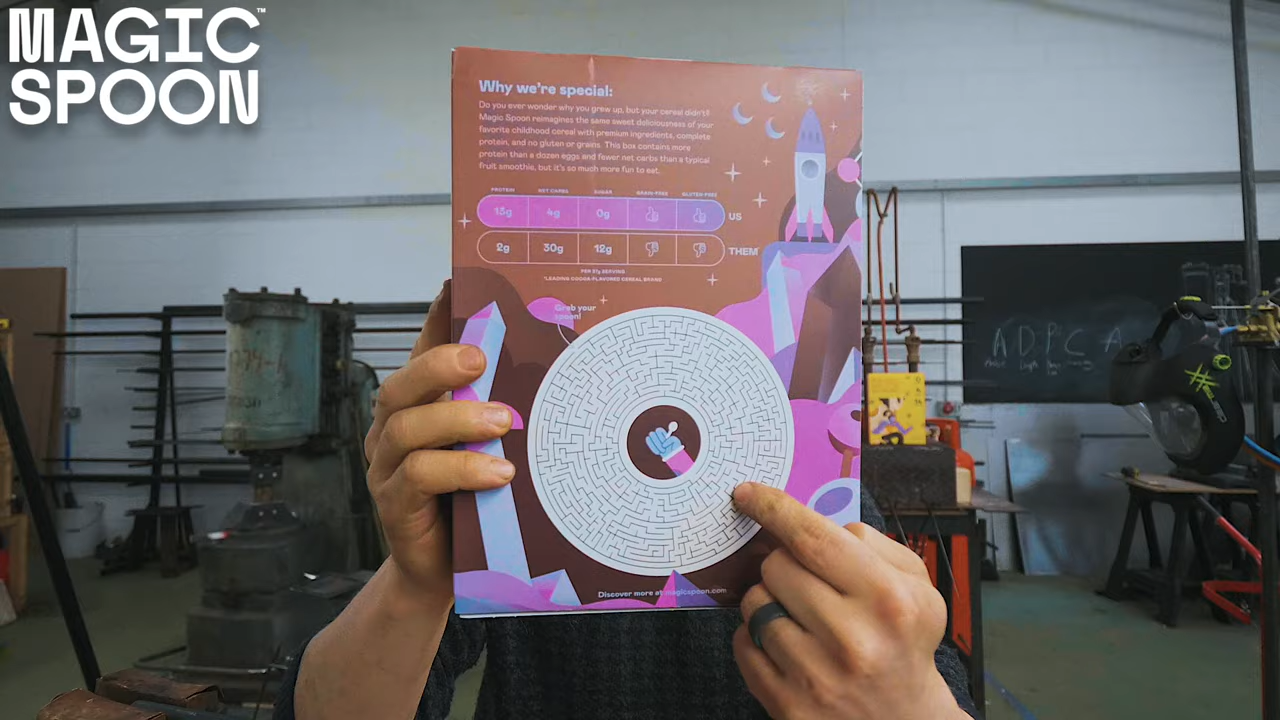 MAGIC™
SPOON
Why we're special:
Do you ever wonder why you grew up, but your cereal didn't?
Magic Spoon reimagines the same sweet deliciousness of your
favorite childhood cereal with premium ingredients, complete
protein, and no gluten or grains. This box contains more
protein than a dozen eggs and fewer net carbs than a typical
fruit smoothie, but it's so much more fun to eat.
PROTEIN NET CARBS SUGAR GRAIN-FREE GLUTEN-FREE
13g 4g 0g US
2g 30g 12g THEM*
*LEADING COCOA-FLAVORED CEREAL BRAND
Grab your
spoon!
Discover more at magicspoon.com
A D P C A